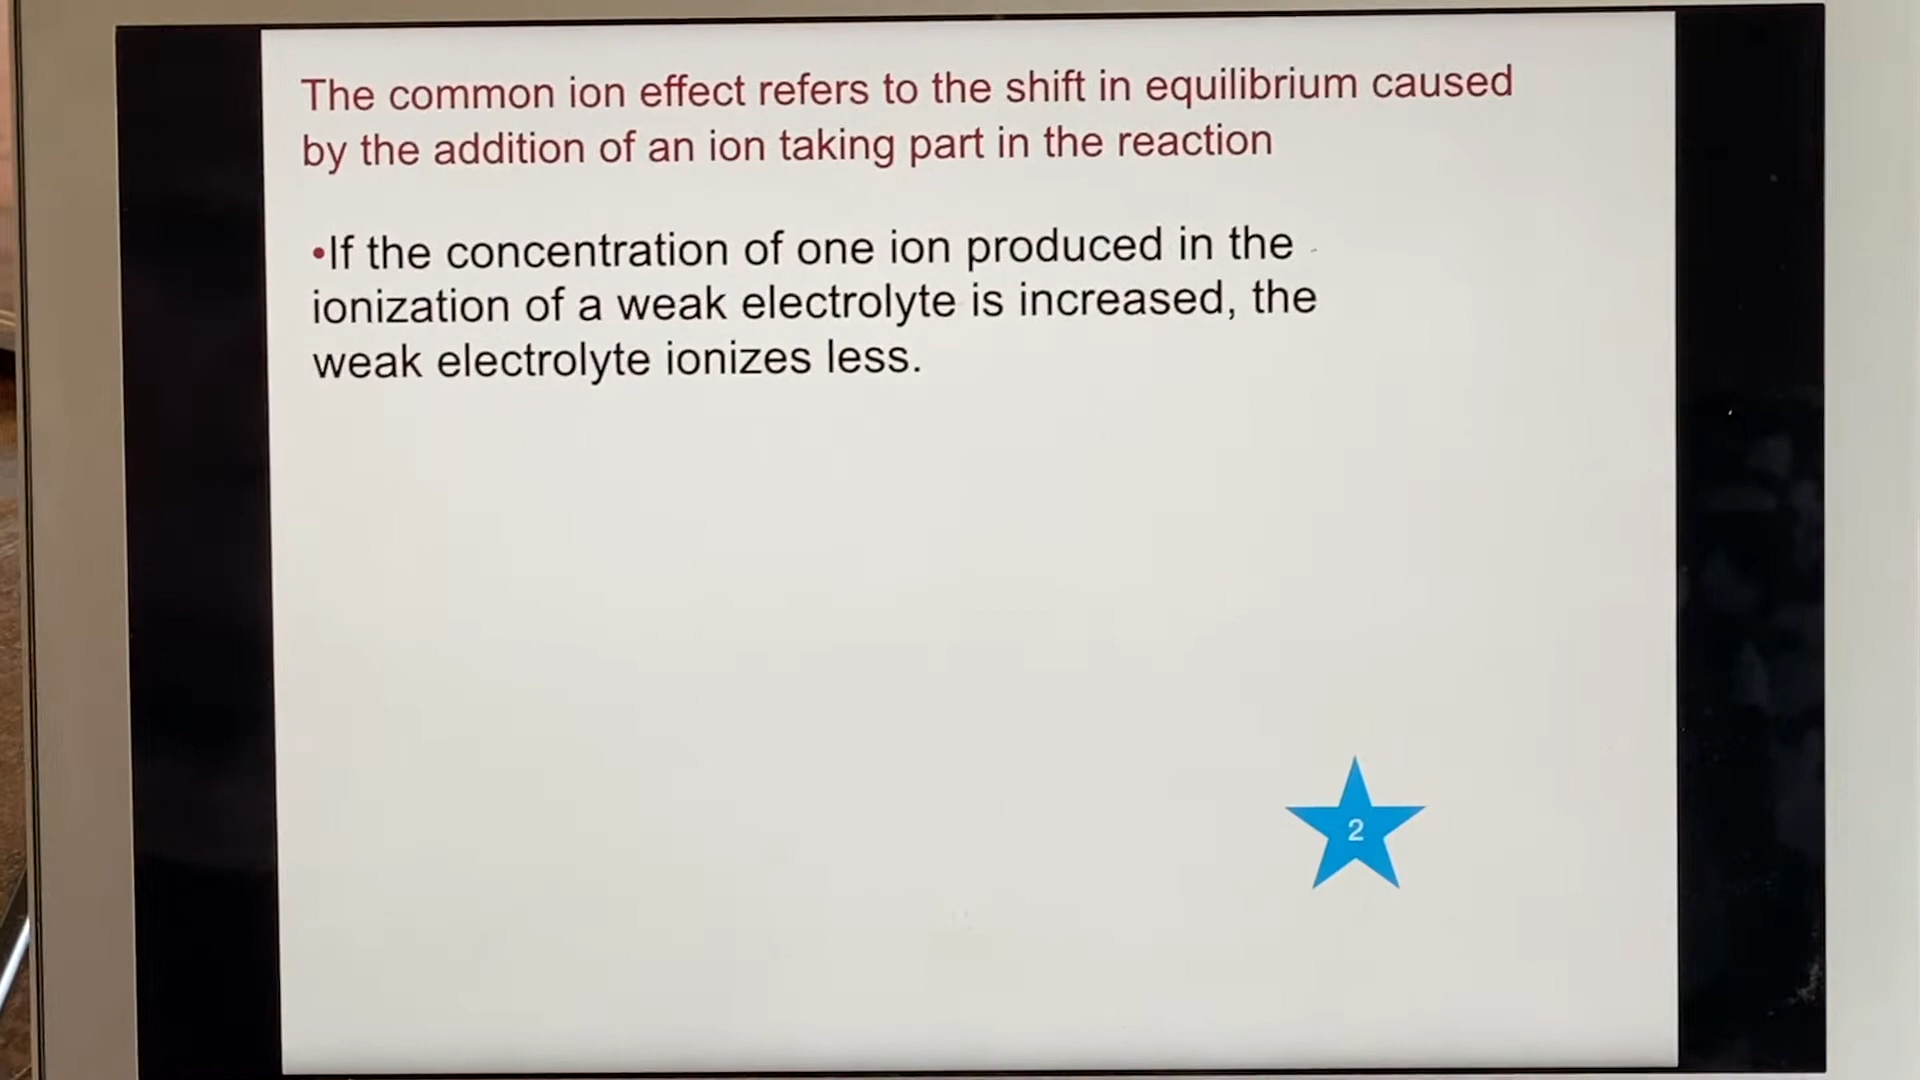 The common ion effect refers to the shift in equilibrium caused
by the addition of an ion taking part in the reaction
•If the concentration of one ion produced in the
ionization of a weak electrolyte is increased, the
weak electrolyte ionizes less.
2